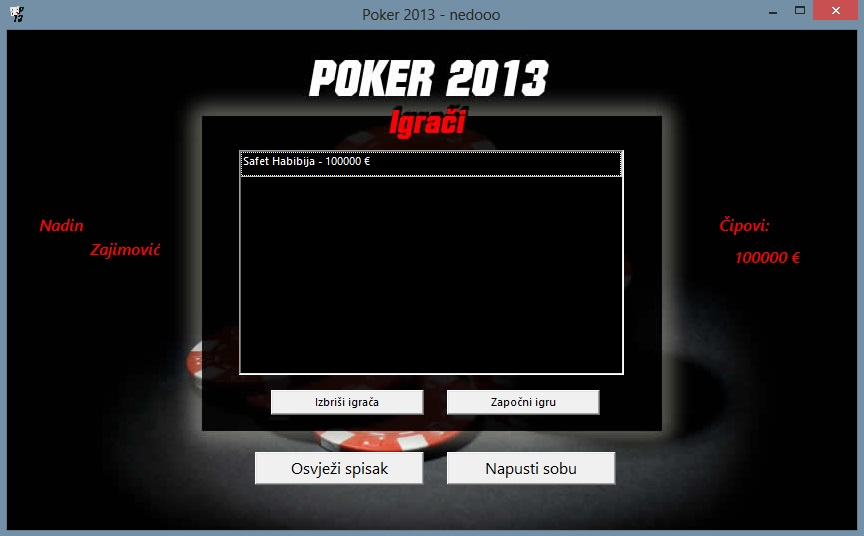 Poker 2013 - nedooo
POKER 2013
Igrači
Safet Habibija - 100000 €
Nadin
Zajimović
Čipovi:
100000 €
Izbriši igrača
Započni igru
Osvježi spisak
Napusti sobu